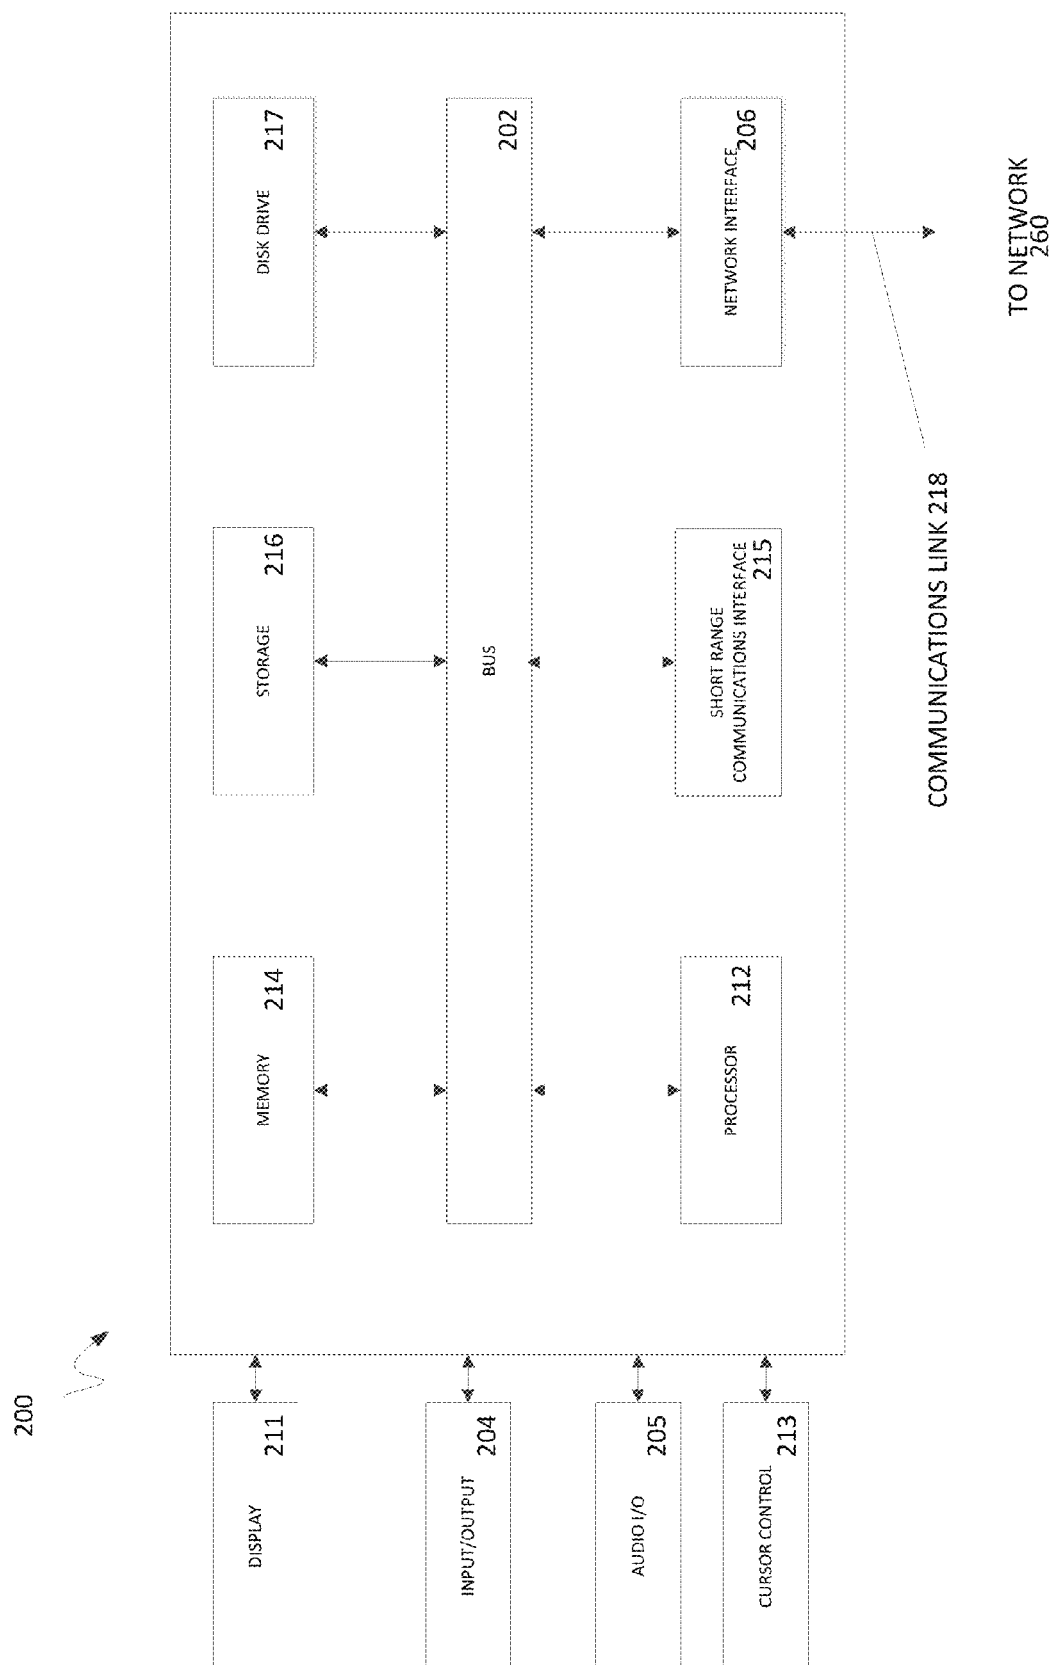 200
DISPLAY
211
INPUT/OUTPUT
204
AUDIO I/O
205
CURSOR CONTROL
213
MEMORY
214
STORAGE
216
DISK DRIVE
217
BUS
202
PROCESSOR
212
SHORT RANGE
COMMUNICATIONS INTERFACE
215
NETWORK INTERFACE
206
COMMUNICATIONS LINK 218
TO NETWORK
260